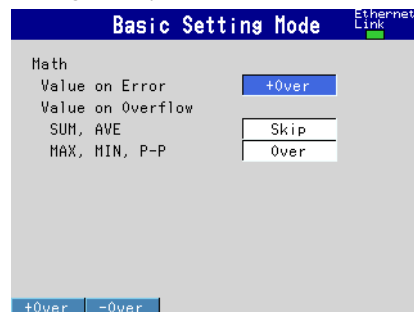 Basic Setting Mode
Ethernet
Link
Math
Value on Error +Over
Value on Overflow
SUM, AVE Skip
MAX, MIN, P-P Over
+Over -Over